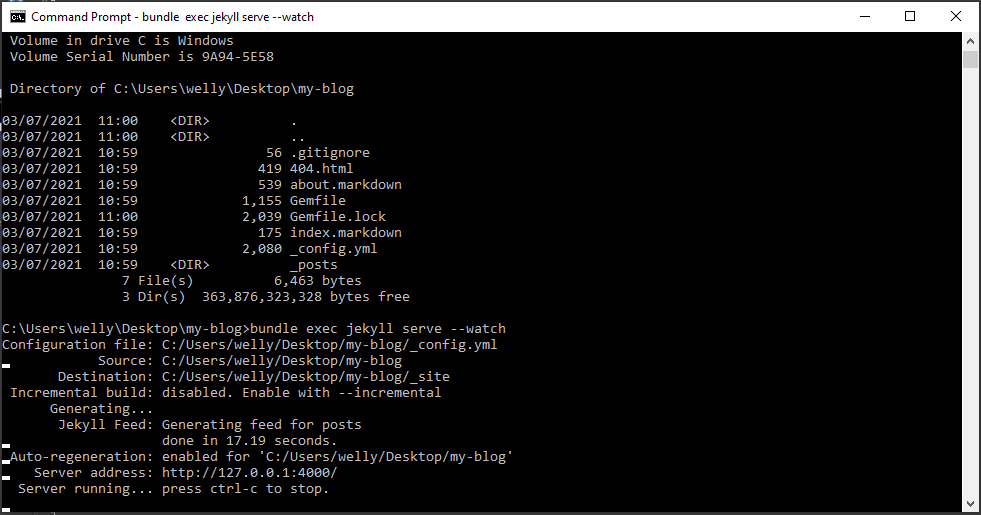 Command Prompt - bundle  exec jekyll serve --watch
 Volume in drive C is Windows
 Volume Serial Number is 9A94-5E58
 Directory of C:\Users\welly\Desktop\my-blog
03/07/2021  11:00    <DIR>          .
03/07/2021  11:00    <DIR>          ..
03/07/2021  10:59                56 .gitignore
03/07/2021  10:59               419 404.html
03/07/2021  10:59               539 about.markdown
03/07/2021  10:59             1,155 Gemfile
03/07/2021  11:00             2,039 Gemfile.lock
03/07/2021  10:59               175 index.markdown
03/07/2021  10:59             2,080 _config.yml
03/07/2021  10:59    <DIR>          _posts
               7 File(s)          6,463 bytes
               3 Dir(s)  363,876,323,328 bytes free
C:\Users\welly\Desktop\my-blog>bundle exec jekyll serve --watch
Configuration file: C:/Users/welly/Desktop/my-blog/_config.yml
            Source: C:/Users/welly/Desktop/my-blog
       Destination: C:/Users/welly/Desktop/my-blog/_site
 Incremental build: disabled. Enable with --incremental
      Generating...
       Jekyll Feed: Generating feed for posts
                    done in 17.19 seconds.
 Auto-regeneration: enabled for 'C:/Users/welly/Desktop/my-blog'
    Server address: http://127.0.0.1:4000/
  Server running... press ctrl-c to stop.